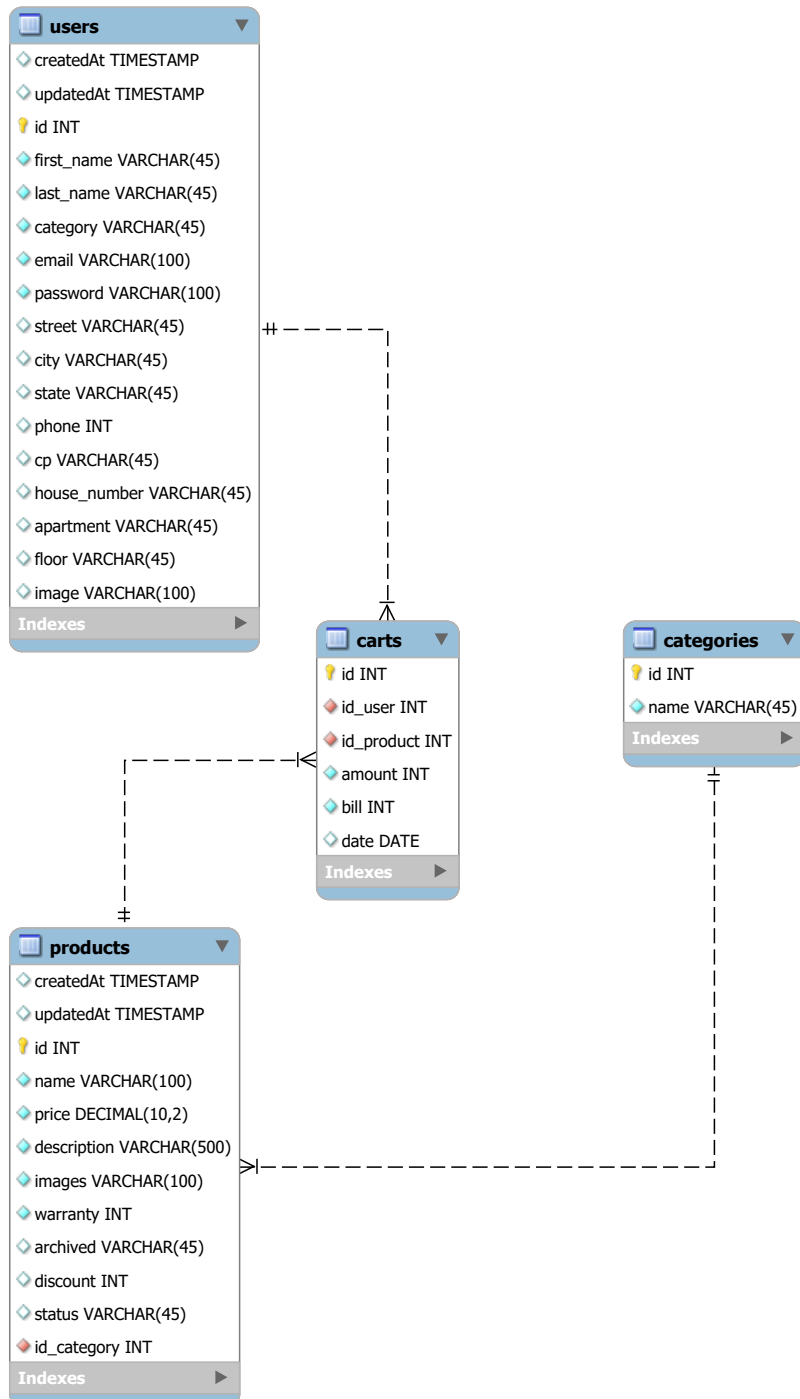 users
createdAt TIMESTAMP
updatedAt TIMESTAMP
id INT
first_name VARCHAR(45)
last_name VARCHAR(45)
category VARCHAR(45)
email VARCHAR(100)
password VARCHAR(100)
street VARCHAR(45)
city VARCHAR(45)
state VARCHAR(45)
phone INT
cp VARCHAR(45)
house_number VARCHAR(45)
apartment VARCHAR(45)
floor VARCHAR(45)
image VARCHAR(100)
Indexes
carts
id INT
id_user INT
id_product INT
amount INT
bill INT
date DATE
Indexes
categories
id INT
name VARCHAR(45)
Indexes
products
createdAt TIMESTAMP
updatedAt TIMESTAMP
id INT
name VARCHAR(100)
price DECIMAL(10,2)
description VARCHAR(500)
images VARCHAR(100)
warranty INT
archived VARCHAR(45)
discount INT
status VARCHAR(45)
id_category INT
Indexes